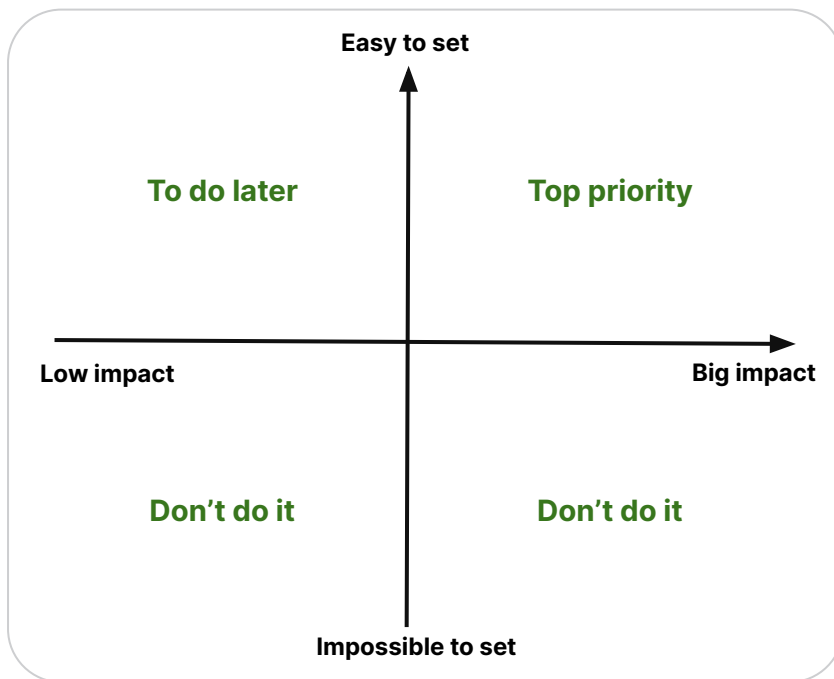 Easy to set
To do later
Top priority
Low impact
Big impact
Don’t do it
Don’t do it
Impossible to set